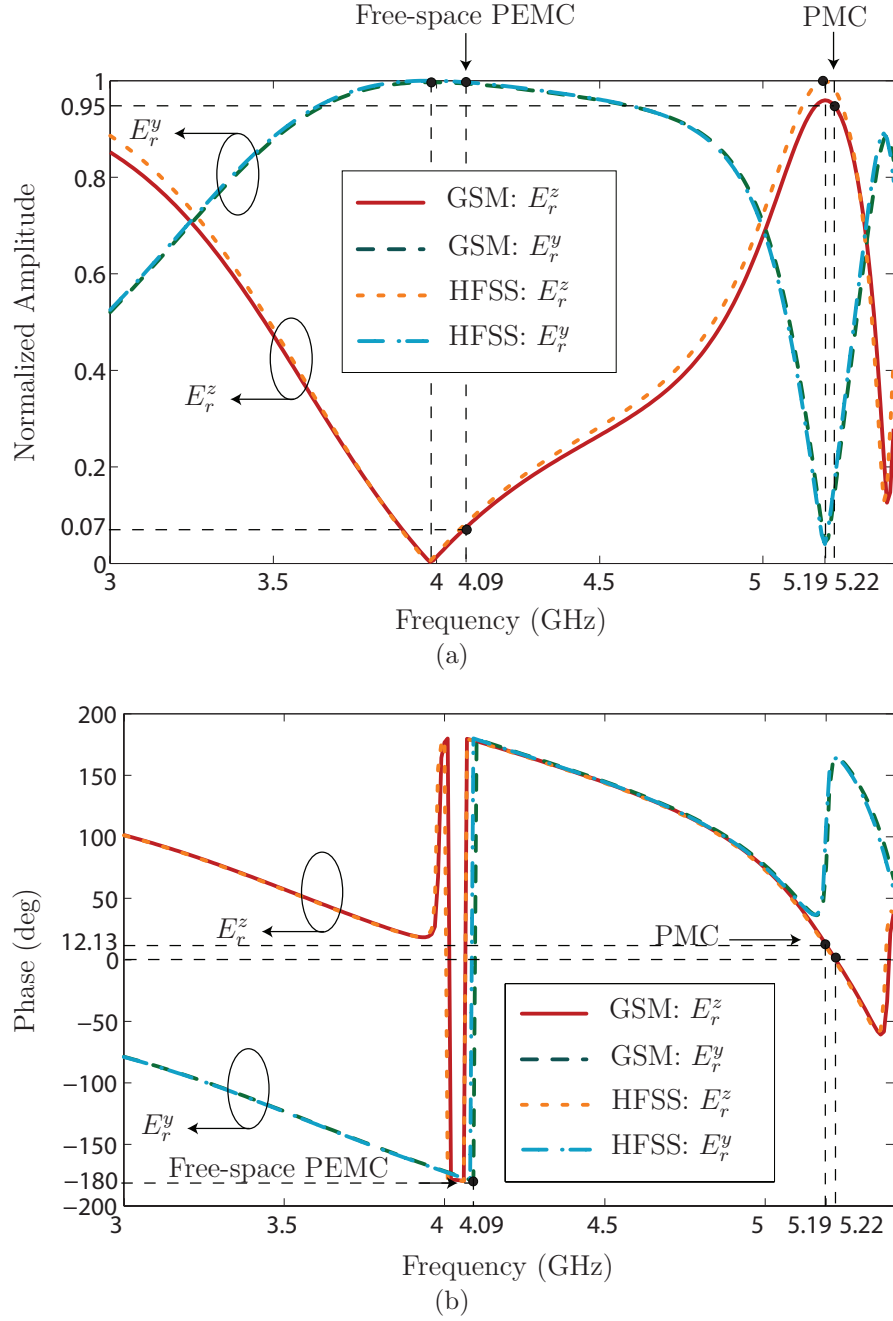 Free-space PEMC
PMC
1
0.95
0.8
0.6
0.4
0.2
0.07
0
Normalized Amplitude
E_r^y
E_r^z
GSM: E_r^z
GSM: E_r^y
HFSS: E_r^z
HFSS: E_r^y
3 3.5 4 4.09 4.5 5 5.19 5.22
Frequency (GHz)
(a)
200
150
100
50
12.13
0
−50
−100
−150
−180
−200
Phase (deg)
E_r^z
PMC
E_r^y
Free-space PEMC
GSM: E_r^z
GSM: E_r^y
HFSS: E_r^z
HFSS: E_r^y
3 3.5 4 4.09 4.5 5 5.19 5.22
Frequency (GHz)
(b)